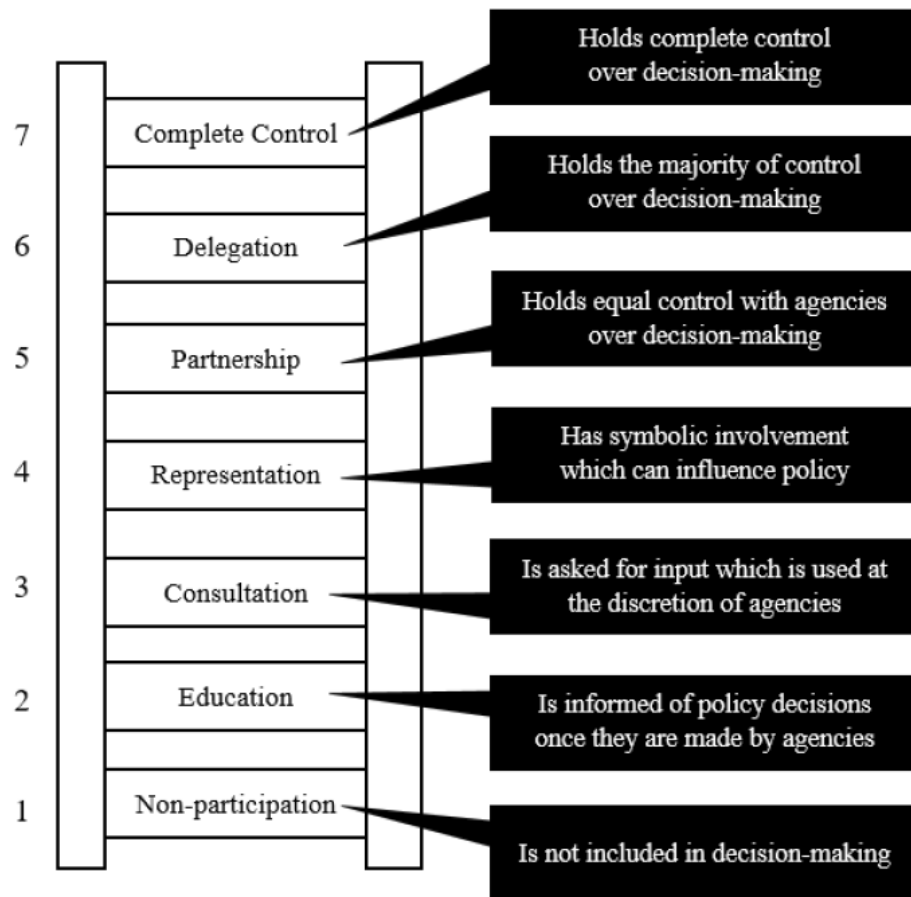 Holds complete control
over decision-making
7
Complete Control
Holds the majority of control
over decision-making
6
Delegation
Holds equal control with agencies
over decision-making
5
Partnership
Has symbolic involvement
which can influence policy
4
Representation
Is asked for input which is used at
the discretion of agencies
3
Consultation
Is informed of policy decisions
once they are made by agencies
2
Education
1
Non-participation
Is not included in decision-making